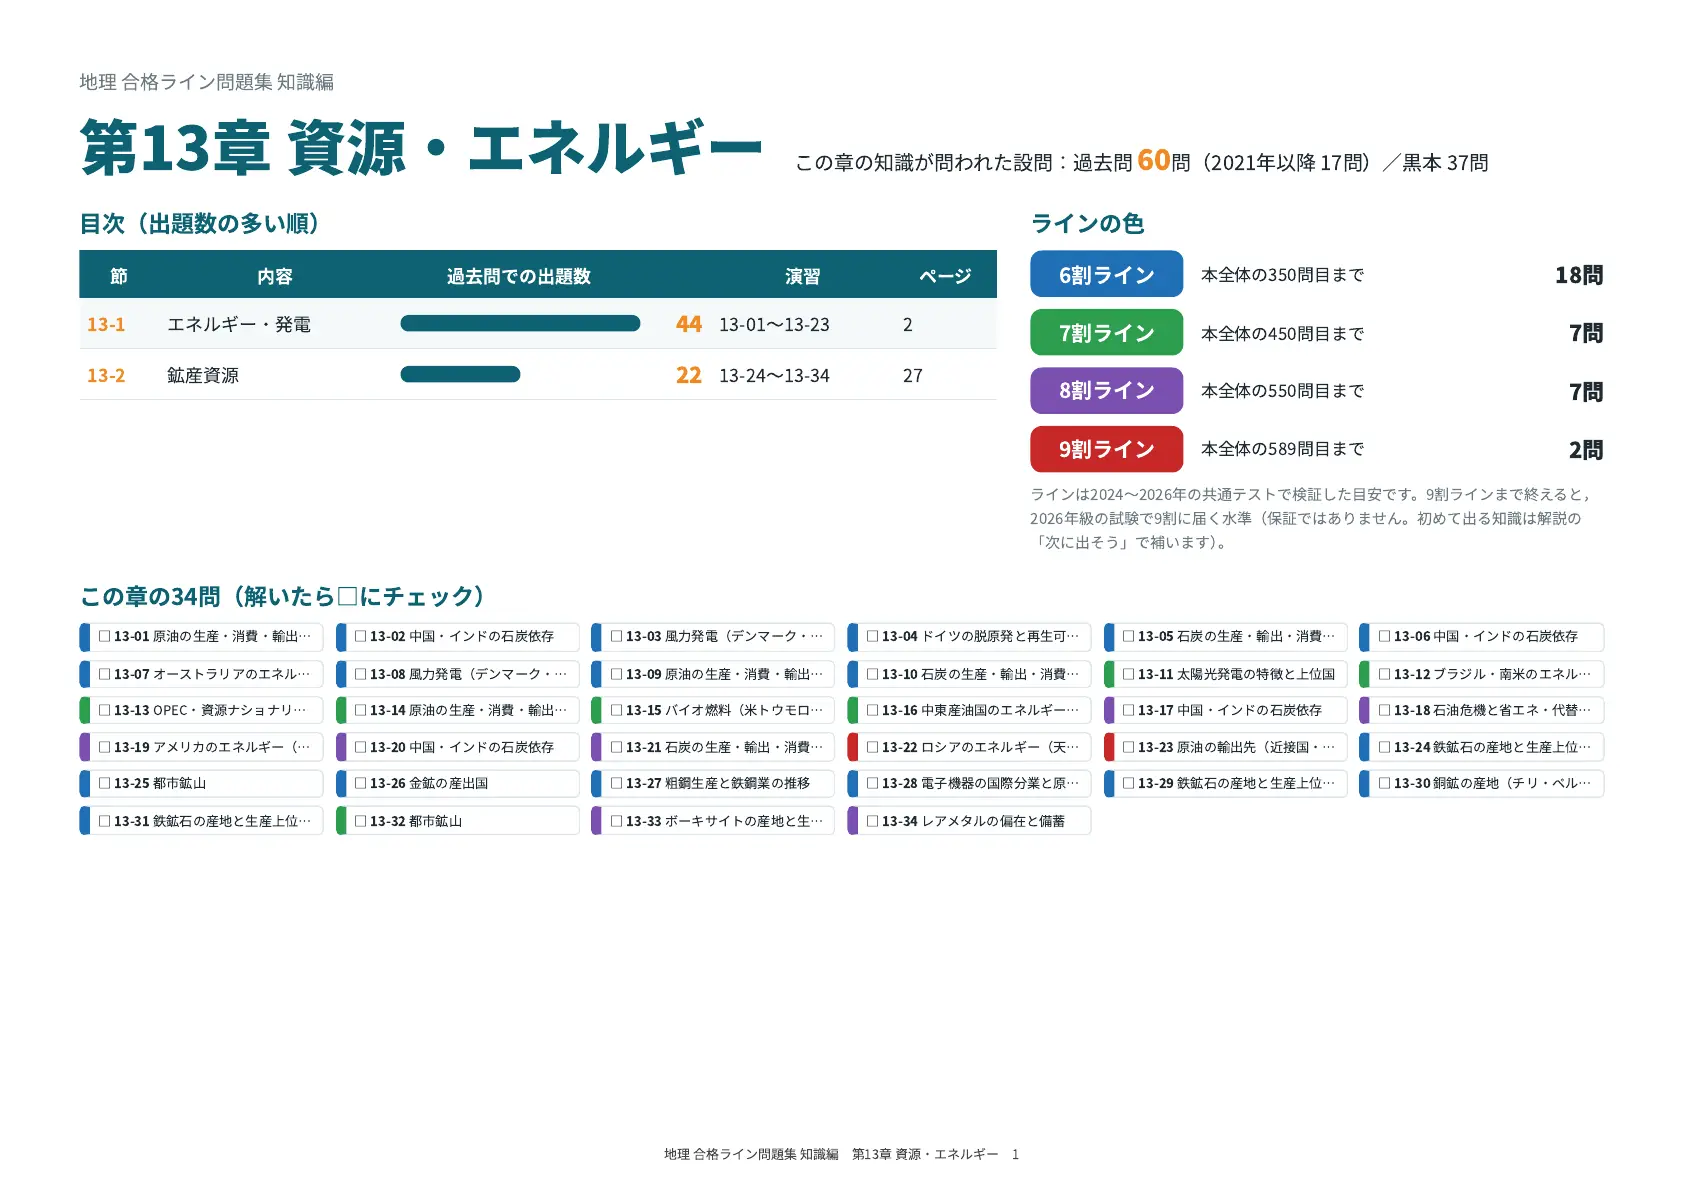 地理 合格ライン問題集 知識編
第13章 資源・エネルギー
この章の知識が問われた設問：過去問 60問（2021年以降 17問）／黒本 37問
目次（出題数の多い順）
節 内容 過去問での出題数 演習 ページ
13-1 エネルギー・発電 44 13-01～13-23 2
13-2 鉱産資源 22 13-24～13-34 27
ラインの色
6割ライン 本全体の350問目まで 18問
7割ライン 本全体の450問目まで 7問
8割ライン 本全体の550問目まで 7問
9割ライン 本全体の589問目まで 2問
ラインは2024～2026年の共通テストで検証した目安です。9割ラインまで終えると，
2026年級の試験で9割に届く水準（保証ではありません。初めて出る知識は解説の
「次に出そう」で補います）。
この章の34問（解いたら□にチェック）
□ 13-01 原油の生産・消費・輸出…
□ 13-02 中国・インドの石炭依存
□ 13-03 風力発電（デンマーク・…
□ 13-04 ドイツの脱原発と再生可…
□ 13-05 石炭の生産・輸出・消費…
□ 13-06 中国・インドの石炭依存
□ 13-07 オーストラリアのエネル…
□ 13-08 風力発電（デンマーク・…
□ 13-09 原油の生産・消費・輸出…
□ 13-10 石炭の生産・輸出・消費…
□ 13-11 太陽光発電の特徴と上位国
□ 13-12 ブラジル・南米のエネル…
□ 13-13 OPEC・資源ナショナリ…
□ 13-14 原油の生産・消費・輸出…
□ 13-15 バイオ燃料（米トウモロ…
□ 13-16 中東産油国のエネルギー…
□ 13-17 中国・インドの石炭依存
□ 13-18 石油危機と省エネ・代替…
□ 13-19 アメリカのエネルギー（…
□ 13-20 中国・インドの石炭依存
□ 13-21 石炭の生産・輸出・消費…
□ 13-22 ロシアのエネルギー（天…
□ 13-23 原油の輸出先（近接国・…
□ 13-24 鉄鉱石の産地と生産上位…
□ 13-25 都市鉱山
□ 13-26 金鉱の産出国
□ 13-27 粗鋼生産と鉄鋼業の推移
□ 13-28 電子機器の国際分業と原…
□ 13-29 鉄鉱石の産地と生産上位…
□ 13-30 銅鉱の産地（チリ・ペル…
□ 13-31 鉄鉱石の産地と生産上位…
□ 13-32 都市鉱山
□ 13-33 ボーキサイトの産地と生…
□ 13-34 レアメタルの偏在と備蓄
地理 合格ライン問題集 知識編　第13章 資源・エネルギー　1